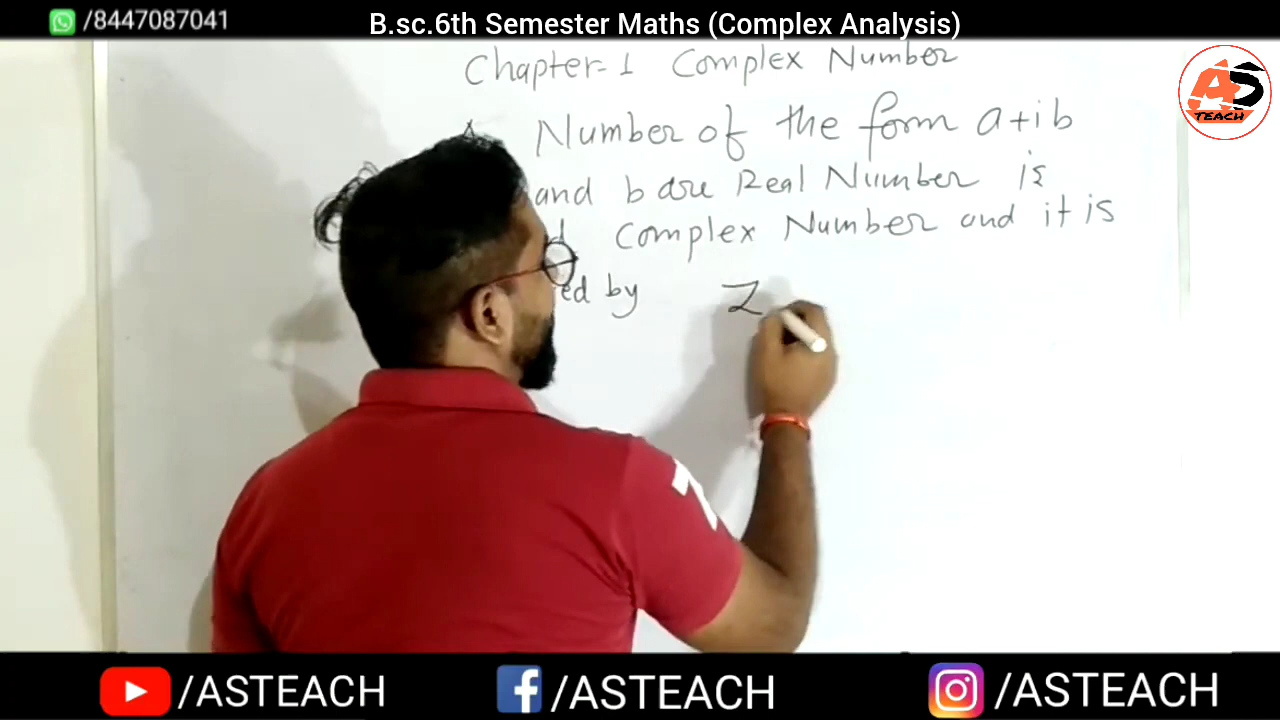 /8447087041
B.sc.6th Semester Maths (Complex Analysis)
Chapter-1 Complex Number
AS
TEACH
A Number of the form a+ib
and b are Real Number is
Complex Number and it is
ed by Z
/ASTEACH
/ASTEACH
/ASTEACH